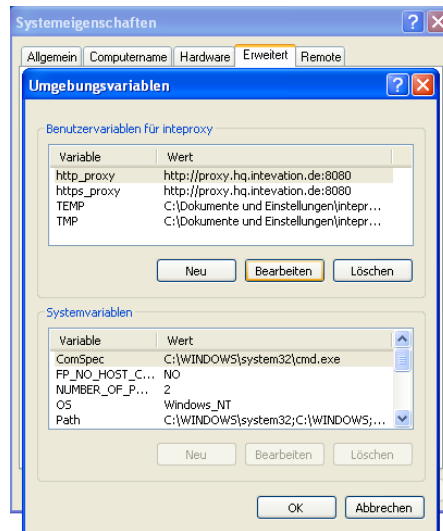 Systemeigenschaften
Allgemein Computername Hardware Erweitert Remote
Umgebungsvariablen
Benutzervariablen für inteproxy
Variable Wert
http_proxy http://proxy.hq.intevation.de:8080
https_proxy http://proxy.hq.intevation.de:8080
TEMP C:\Dokumente und Einstellungen\intepr...
TMP C:\Dokumente und Einstellungen\intepr...
Neu Bearbeiten Löschen
Systemvariablen
Variable Wert
ComSpec C:\WINDOWS\system32\cmd.exe
FP_NO_HOST_C... NO
NUMBER_OF_P... 2
OS Windows_NT
Path C:\WINDOWS\system32;C:\WINDOWS;...
Neu Bearbeiten Löschen
OK Abbrechen